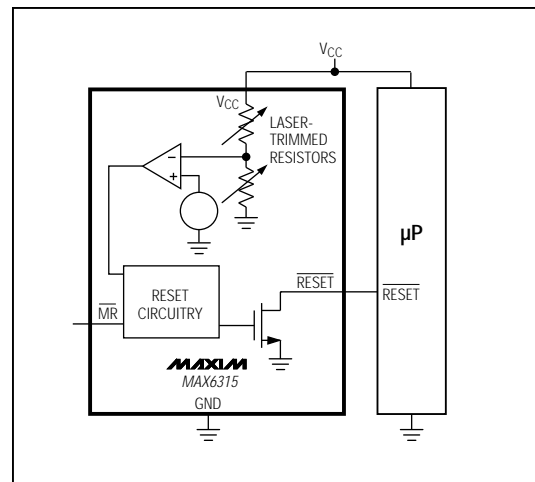 VCC
VCC
LASER-
TRIMMED
RESISTORS
−
+
µP
RESET
RESET
MR
RESET
CIRCUITRY
MAXIM
MAX6315
GND